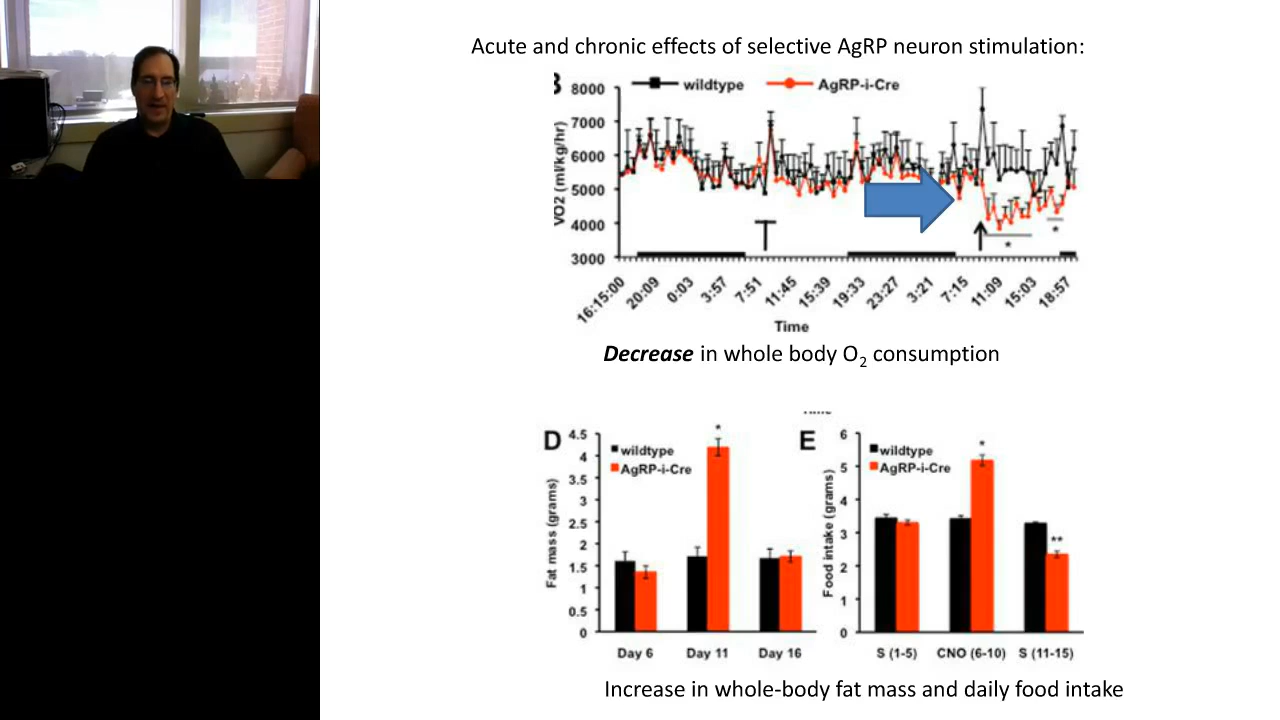 Acute and chronic effects of selective AgRP neuron stimulation:
B
wildtype
AgRP-i-Cre
8000
7000
6000
5000
4000
3000
VO2 (ml/kg/hr)
*
*
16:15:00
20:09
0:03
3:57
7:51
11:45
15:39
19:33
23:27
3:21
7:15
11:09
15:03
18:57
Time
Decrease in whole body O2 consumption
D
wildtype
AgRP-i-Cre
4.5
4
3.5
3
2.5
2
1.5
1
0.5
0
Fat mass (grams)
*
Day 6
Day 11
Day 16
Time
E
wildtype
AgRP-i-Cre
6
5
4
3
2
1
0
Food intake (grams)
*
**
S (1-5)
CNO (6-10)
S (11-15)
Increase in whole-body fat mass and daily food intake